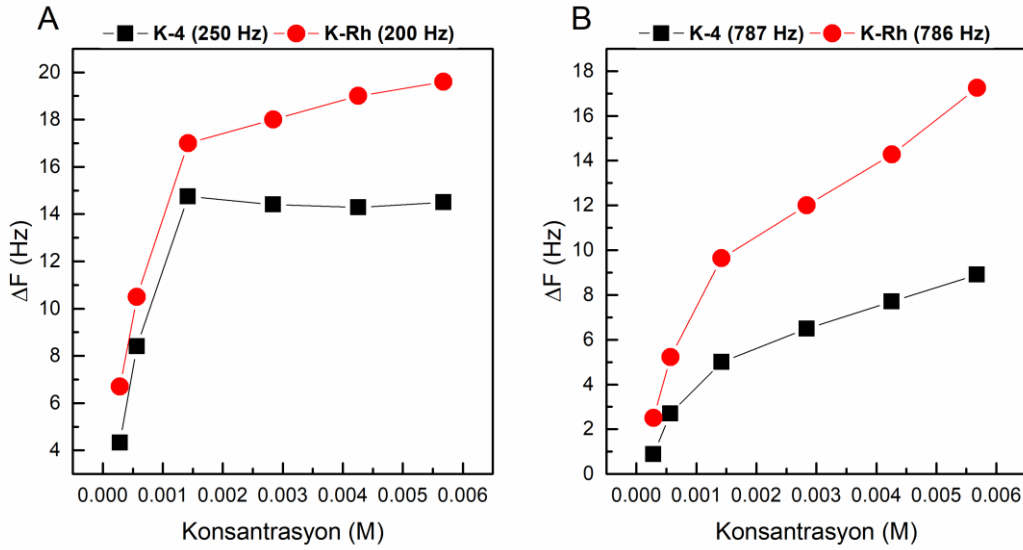 A
K-4 (250 Hz) K-Rh (200 Hz)
20
18
16
14
12
10
8
6
4
ΔF (Hz)
0.000 0.001 0.002 0.003 0.004 0.005 0.006
Konsantrasyon (M)
B
K-4 (787 Hz) K-Rh (786 Hz)
18
16
14
12
10
8
6
4
2
0
ΔF (Hz)
0.000 0.001 0.002 0.003 0.004 0.005 0.006
Konsantrasyon (M)